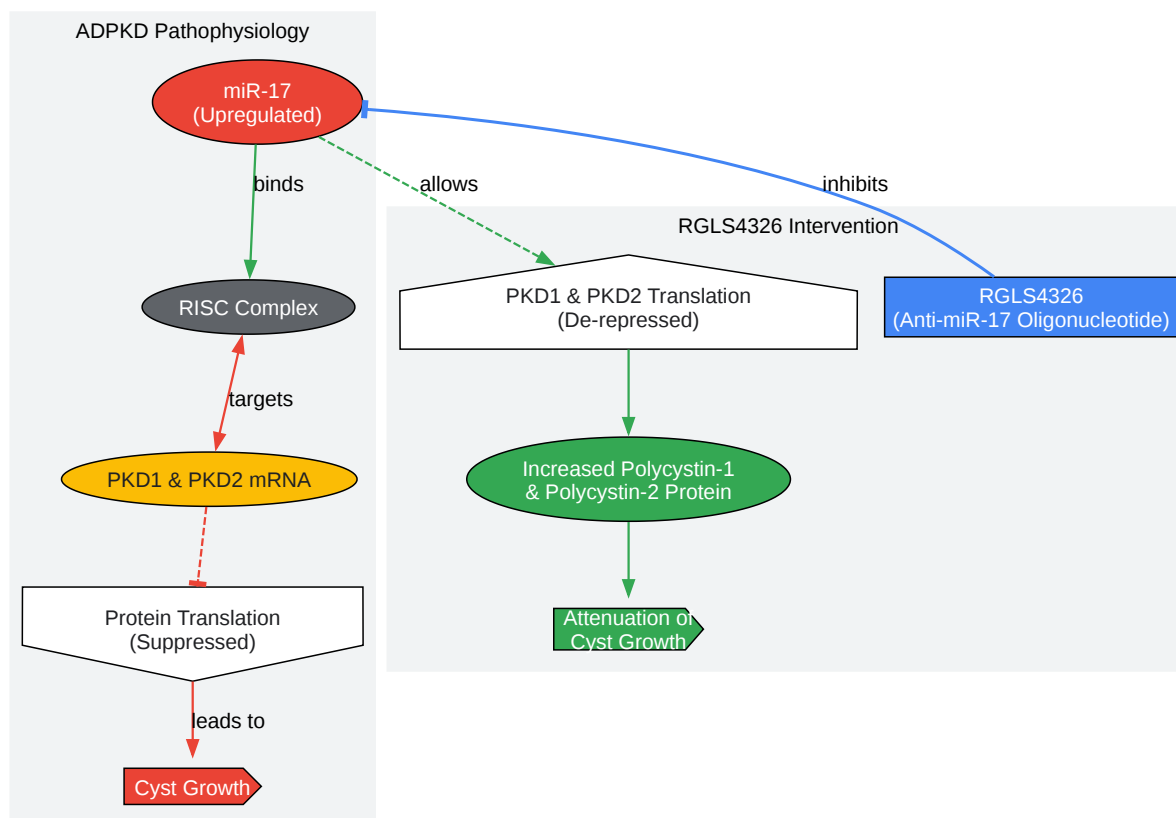 ADPKD Pathophysiology
miR-17
(Upregulated)
binds
allows
inhibits
RGLS4326 Intervention
RISC Complex
PKD1 & PKD2 Translation
(De-repressed)
RGLS4326
(Anti-miR-17 Oligonucleotide)
targets
PKD1 & PKD2 mRNA
Increased Polycystin-1
& Polycystin-2 Protein
Protein Translation
(Suppressed)
Attenuation of
Cyst Growth
leads to
Cyst Growth